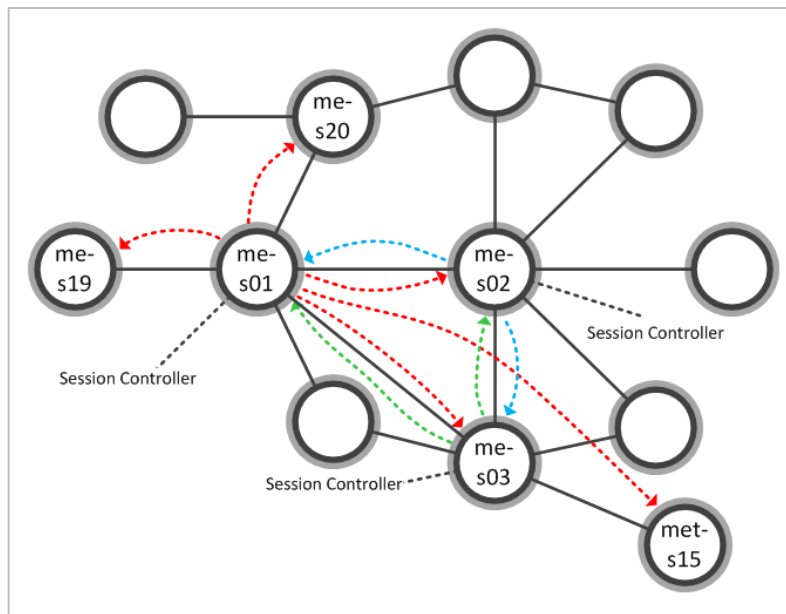 me-
s20
me-
s19
me-
s01
me-
s02
Session Controller
Session Controller
me-
s03
Session Controller
met-
s15